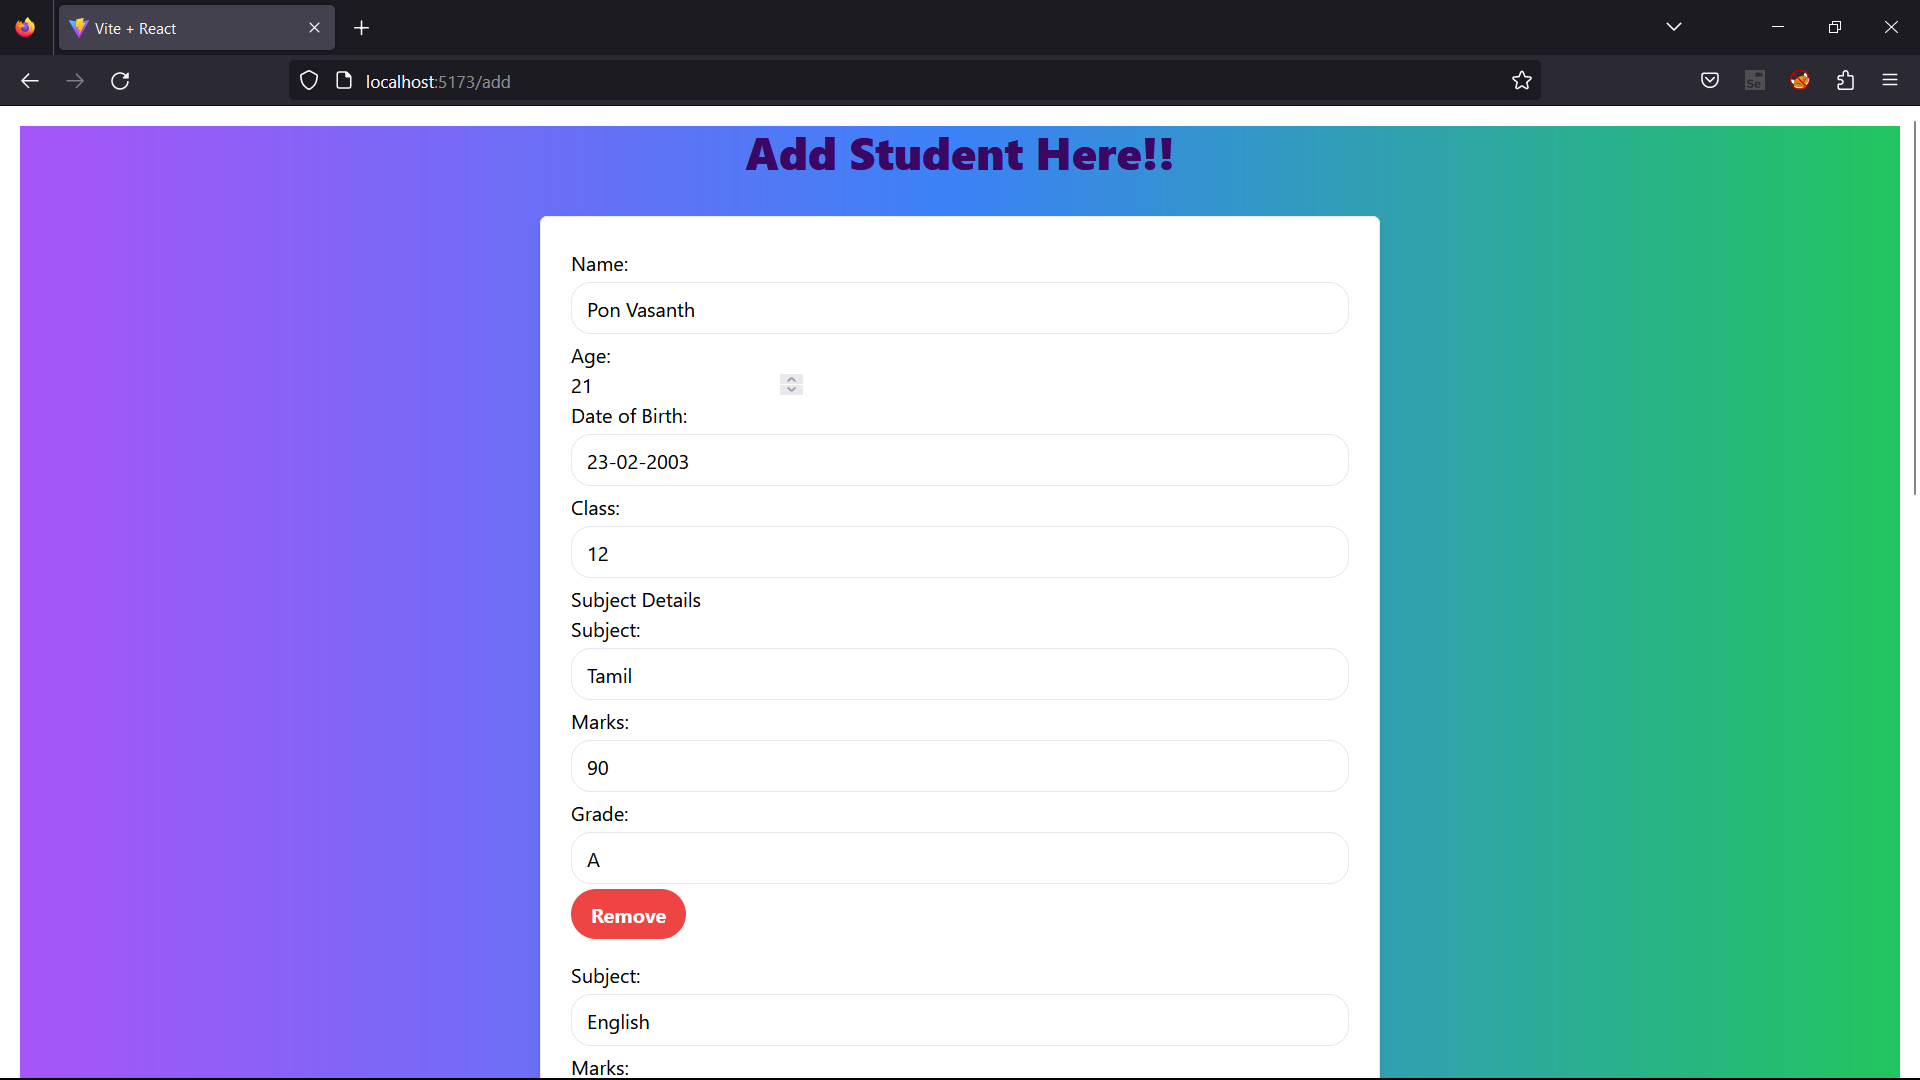 Vite + React
localhost:5173/add
Se
Add Student Here!!
Name:
Pon Vasanth
Age:
21
Date of Birth:
23-02-2003
Class:
12
Subject Details
Subject:
Tamil
Marks:
90
Grade:
A
Remove
Subject:
English
Marks: